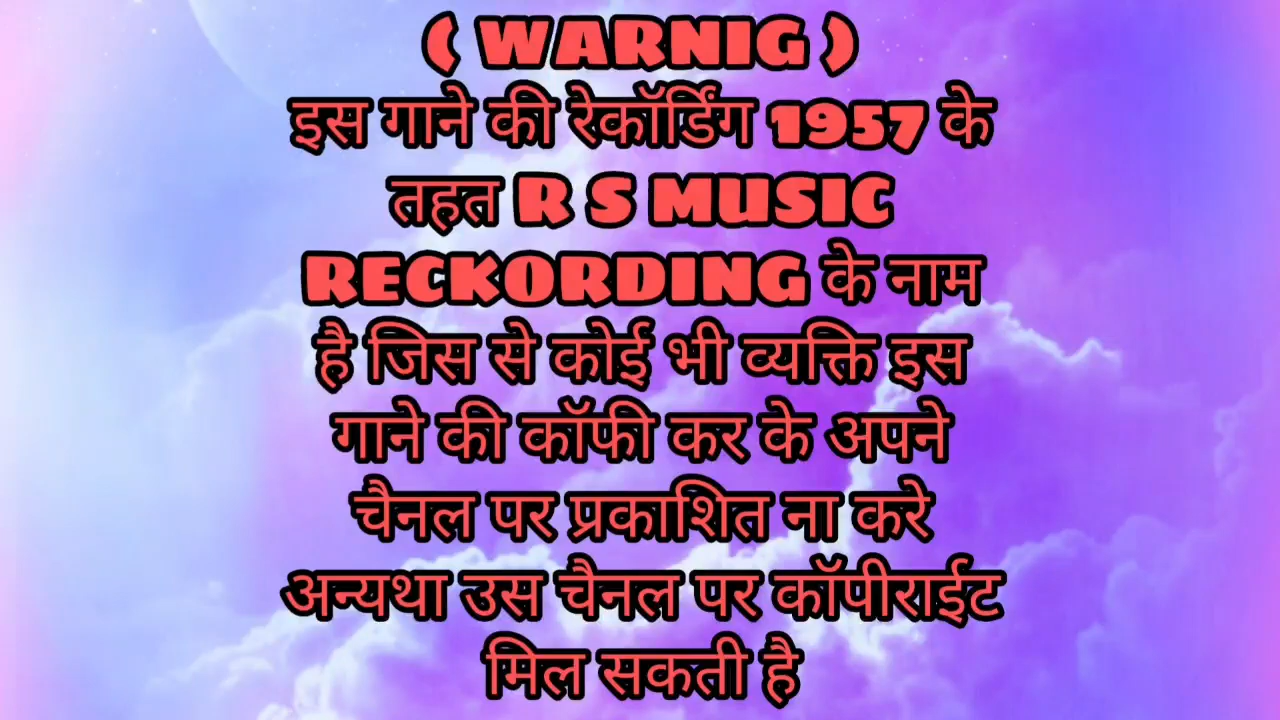 ( WARNIG )
इस गाने की रेकॉर्डिंग 1957 के
तहत R S MUSIC
RECKORDING के नाम
है जिस से कोई भी व्यक्ति इस
गाने की कॉफी कर के अपने
चैनल पर प्रकाशित ना करे
अन्यथा उस चैनल पर कॉपीराईट
मिल सकती है